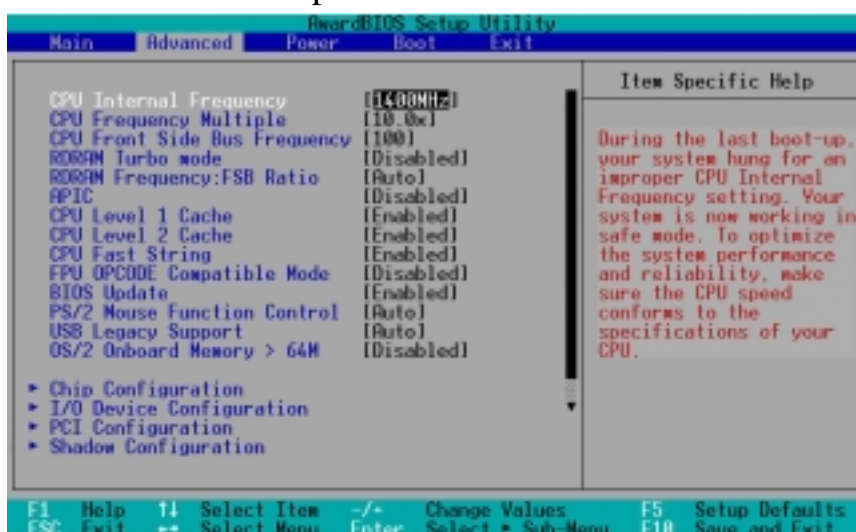 AwardBIOS Setup Utility
Main Advanced Power Boot Exit
Item Specific Help
CPU Internal Frequency [1400MHz]
CPU Frequency Multiple [10.0x]
CPU Front Side Bus Frequency [100]
RDRAM Turbo mode [Disabled]
RDRAM Frequency:FSB Ratio [Auto]
APIC [Disabled]
CPU Level 1 Cache [Enabled]
CPU Level 2 Cache [Enabled]
CPU Fast String [Enabled]
FPU OPCODE Compatible Mode [Disabled]
BIOS Update [Enabled]
PS/2 Mouse Function Control [Auto]
USB Legacy Support [Auto]
OS/2 Onboard Memory > 64M [Disabled]
▸ Chip Configuration
▸ I/O Device Configuration
▸ PCI Configuration
▸ Shadow Configuration
During the last boot-up,
your system hung for an
improper CPU Internal
Frequency setting. Your
system is now working in
safe mode. To optimize
the system performance
and reliability, make
sure the CPU speed
conforms to the
specifications of your
CPU.
F1 Help ↑↓ Select Item -/+ Change Values F5 Setup Defaults
ESC Exit ←→ Select Menu Enter Select ▸ Sub-Menu F10 Save and Exit